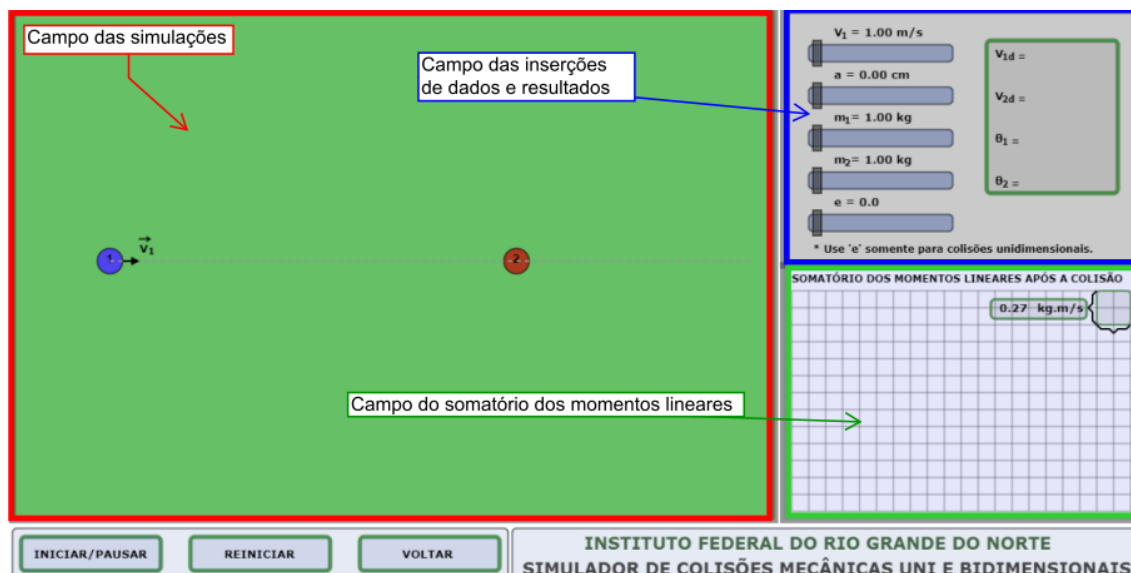 Campo das simulações
1
v₁
2
Campo das inserções
de dados e resultados
V₁ = 1.00 m/s
a = 0.00 cm
m₁= 1.00 kg
m₂= 1.00 kg
e = 0.0
V₁d =
V₂d =
θ₁ =
θ₂ =
* Use 'e' somente para colisões unidimensionais.
SOMATÓRIO DOS MOMENTOS LINEARES APÓS A COLISÃO
0.27 kg.m/s
Campo do somatório dos momentos lineares
INICIAR/PAUSAR
REINICIAR
VOLTAR
INSTITUTO FEDERAL DO RIO GRANDE DO NORTE
SIMULADOR DE COLISÕES MECÂNICAS UNI E BIDIMENSIONAIS